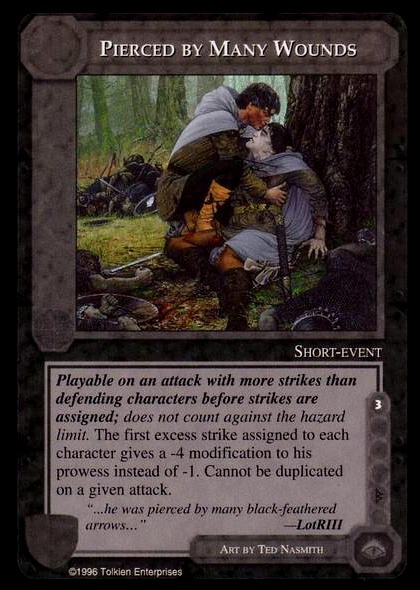 PIERCED BY MANY WOUNDS
SHORT-EVENT
Playable on an attack with more strikes than
defending characters before strikes are
assigned; does not count against the hazard
limit. The first excess strike assigned to each
character gives a -4 modification to his
prowess instead of -1. Cannot be duplicated
on a given attack.
"...he was pierced by many black-feathered
arrows..." —LotRIII
3
ART BY TED NASMITH
©1996 Tolkien Enterprises